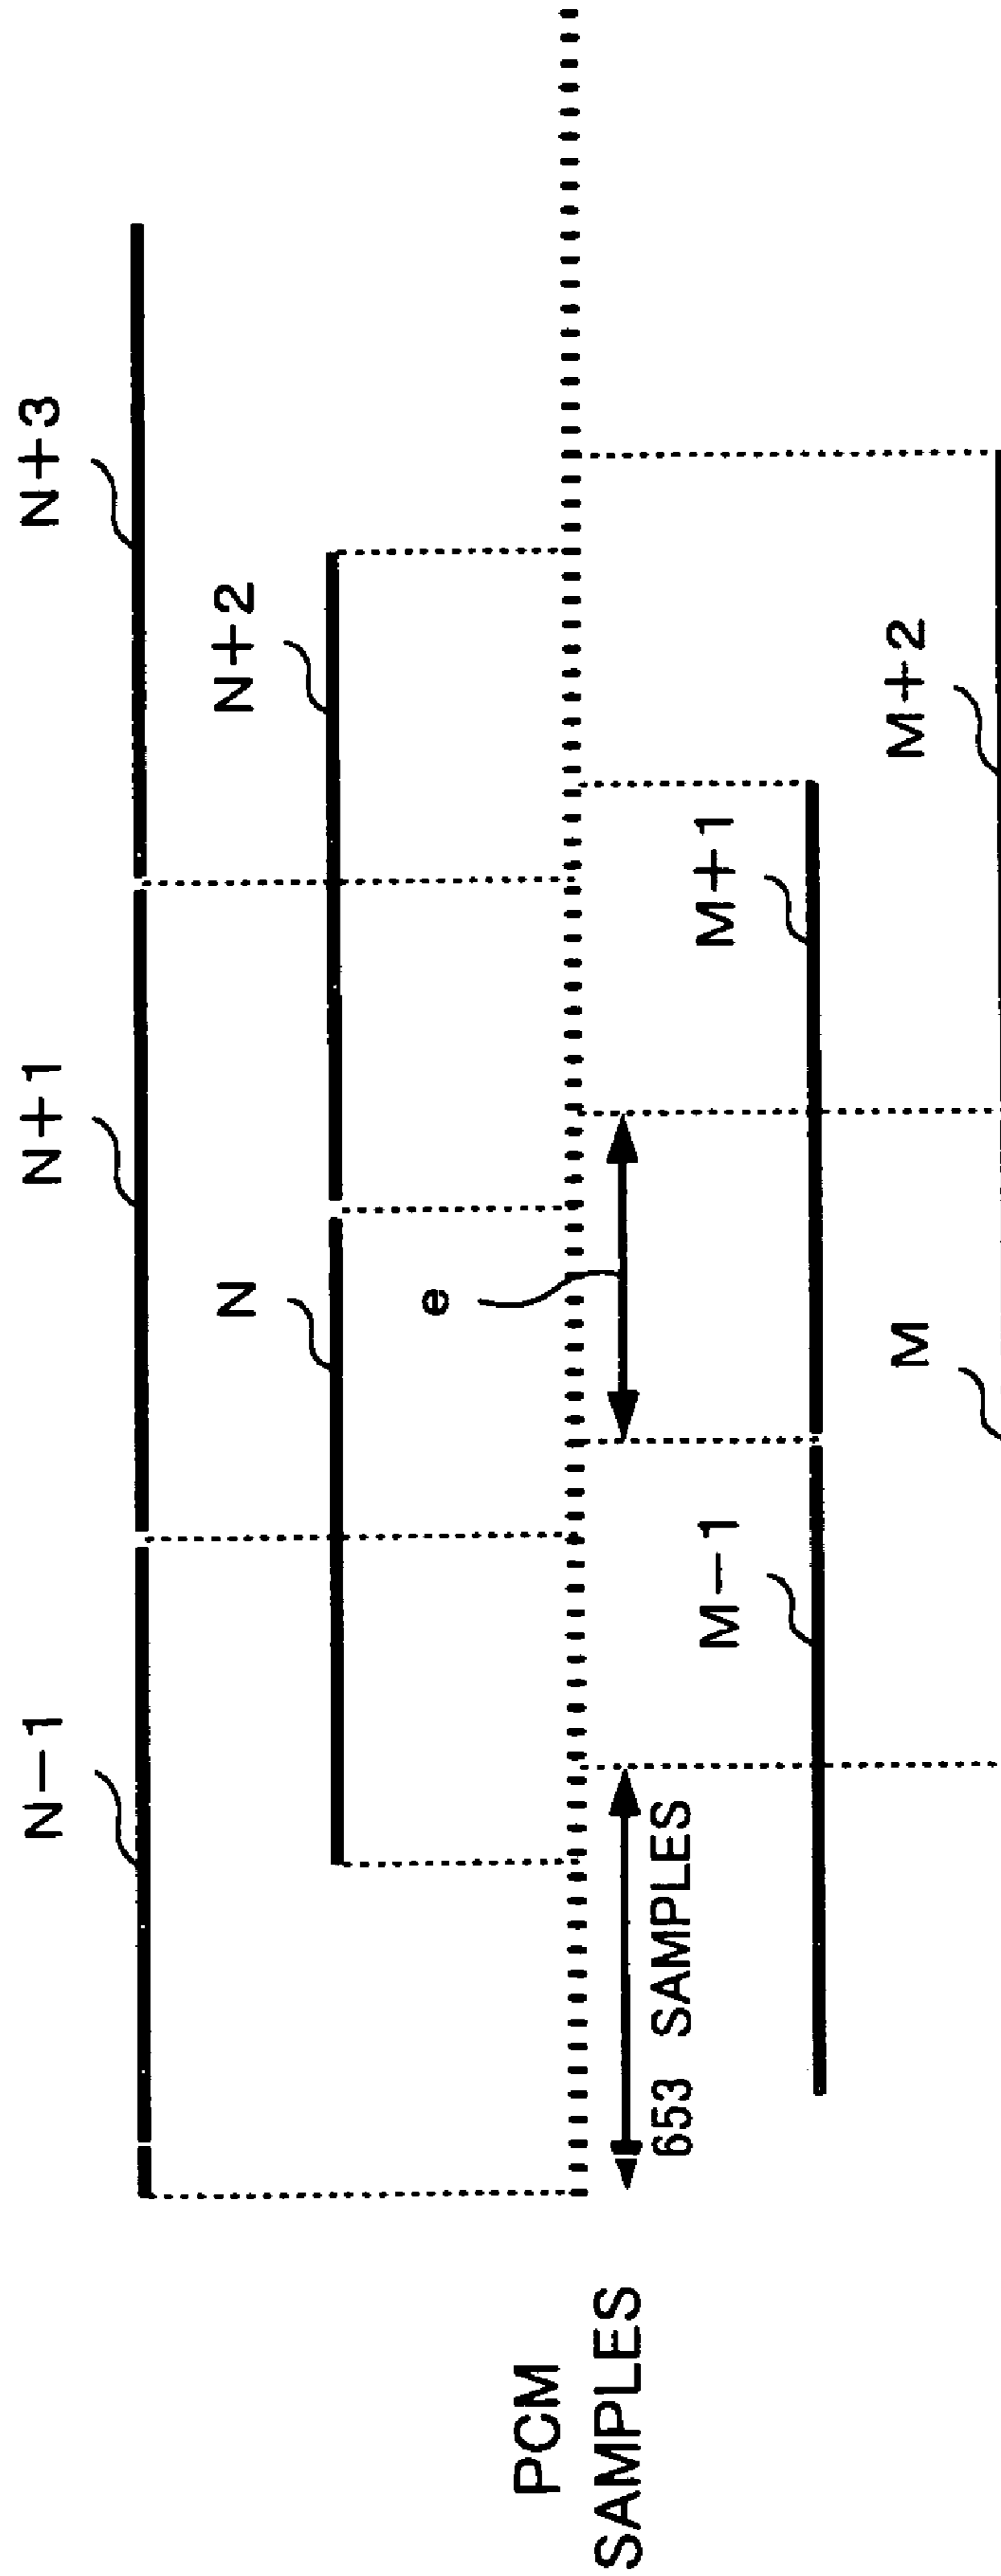 N-1
N+1
N+3
N
N+2
e
PCM
SAMPLES
653 SAMPLES
M-1
M+1
M
M+2